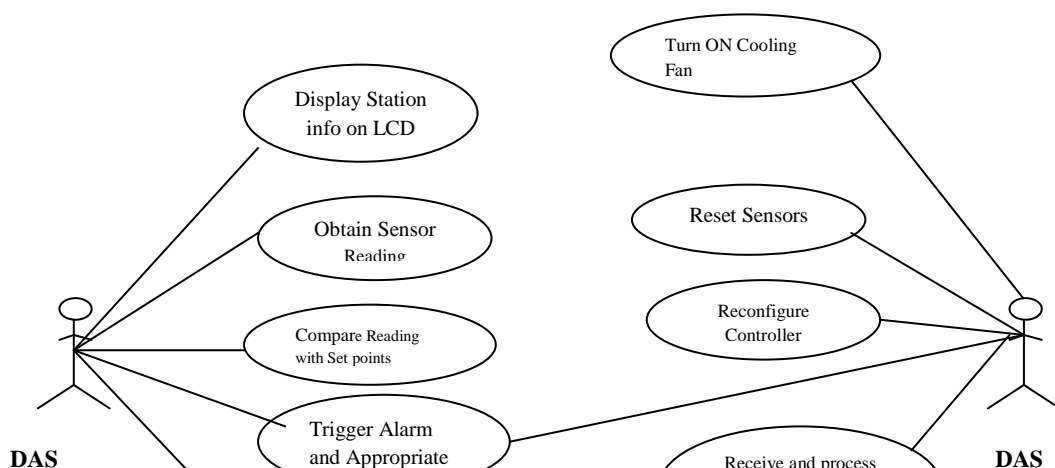 Turn ON Cooling
Fan
Display Station
info on LCD
Obtain Sensor
Reading
Reset Sensors
Compare Reading
with Set points
Reconfigure
Controller
Trigger Alarm
and Appropriate
Receive and process
DAS
DAS